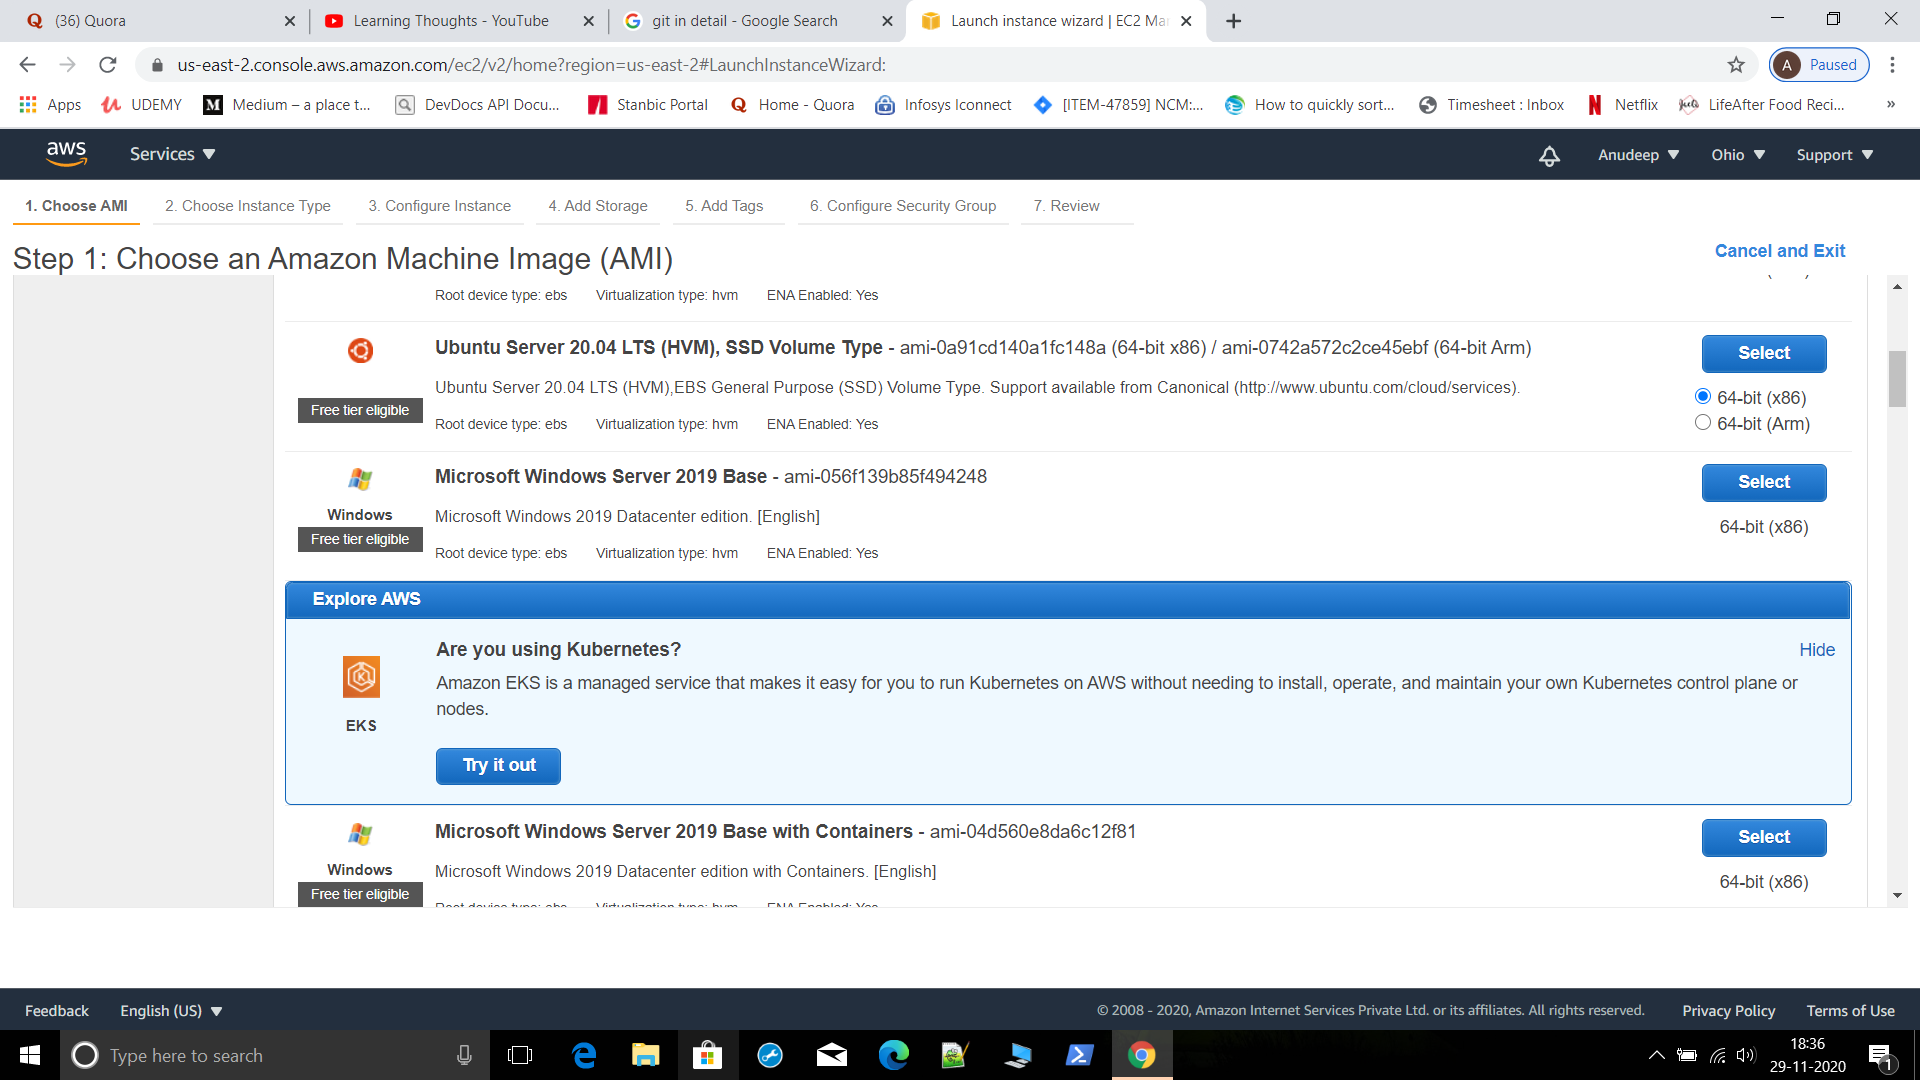 (36) Quora
Learning Thoughts - YouTube
git in detail - Google Search
Launch instance wizard | EC2 Ma
us-east-2.console.aws.amazon.com/ec2/v2/home?region=us-east-2#LaunchInstanceWizard:
A Paused
Apps
UDEMY
Medium – a place t...
DevDocs API Docu...
Stanbic Portal
Home - Quora
Infosys Iconnect
[ITEM-47859] NCM:...
How to quickly sort...
Timesheet : Inbox
Netflix
LifeAfter Food Reci...
»
aws
Services
Anudeep
Ohio
Support
1. Choose AMI
2. Choose Instance Type
3. Configure Instance
4. Add Storage
5. Add Tags
6. Configure Security Group
7. Review
Step 1: Choose an Amazon Machine Image (AMI)
Cancel and Exit
Root device type: ebs Virtualization type: hvm ENA Enabled: Yes
Ubuntu Server 20.04 LTS (HVM), SSD Volume Type - ami-0a91cd140a1fc148a (64-bit x86) / ami-0742a572c2ce45ebf (64-bit Arm)
Select
Ubuntu Server 20.04 LTS (HVM),EBS General Purpose (SSD) Volume Type. Support available from Canonical (http://www.ubuntu.com/cloud/services).
64-bit (x86)
Free tier eligible
Root device type: ebs Virtualization type: hvm ENA Enabled: Yes
64-bit (Arm)
Microsoft Windows Server 2019 Base - ami-056f139b85f494248
Select
Windows
Microsoft Windows 2019 Datacenter edition. [English]
64-bit (x86)
Free tier eligible
Root device type: ebs Virtualization type: hvm ENA Enabled: Yes
Explore AWS
Are you using Kubernetes?
Hide
Amazon EKS is a managed service that makes it easy for you to run Kubernetes on AWS without needing to install, operate, and maintain your own Kubernetes control plane or
nodes.
EKS
Try it out
Microsoft Windows Server 2019 Base with Containers - ami-04d560e8da6c12f81
Select
Windows
Microsoft Windows 2019 Datacenter edition with Containers. [English]
64-bit (x86)
Free tier eligible
Root device type: ebs Virtualization type: hvm ENA Enabled: Yes
Feedback
English (US)
© 2008 - 2020, Amazon Internet Services Private Ltd. or its affiliates. All rights reserved.
Privacy Policy
Terms of Use
Type here to search
18:36
29-11-2020
1